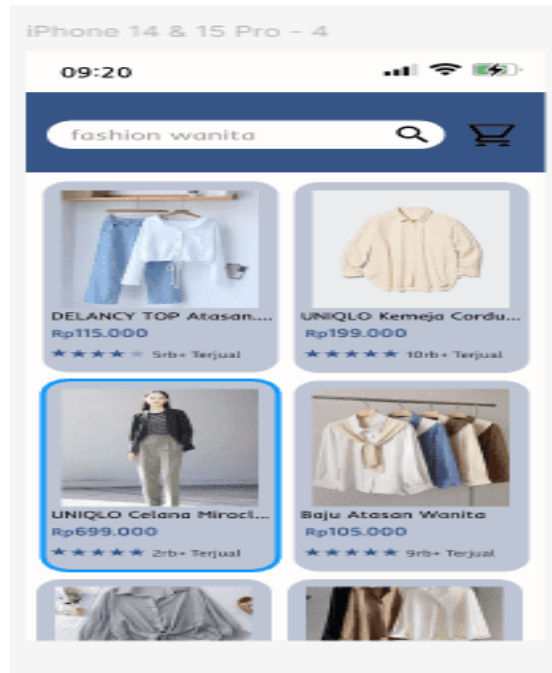 iPhone 14 & 15 Pro - 4
09:20
fashion wanita
DELANCY TOP Atasan....
Rp115.000
5rb+ Terjual
UNIQLO Kemeja Cordu...
Rp199.000
10rb+ Terjual
UNIQLO Celana Miracl...
Rp699.000
2rb+ Terjual
Baju Atasan Wanita
Rp105.000
9rb+ Terjual